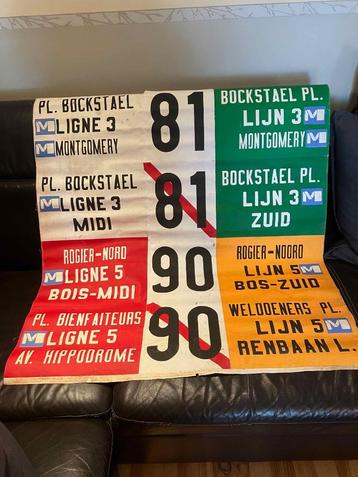 PL. BOCKSTAEL
M LIGNE 3
M MONTGOMERY
81
BOCKSTAEL PL.
LIJN 3 M
MONTGOMERY M
PL. BOCKSTAEL
M LIGNE 3
MIDI
81
BOCKSTAEL PL.
LIJN 3 M
ZUID
ROGIER-NORD
M LIGNE 5
BOIS-MIDI
90
ROGIER-NOORD
LIJN 5 M
BOS-ZUID
PL. BIENFAITEURS
M LIGNE 5
AV. HIPPODROME
90
WELDOENERS PL.
LIJN 5 M
RENBAAN L.